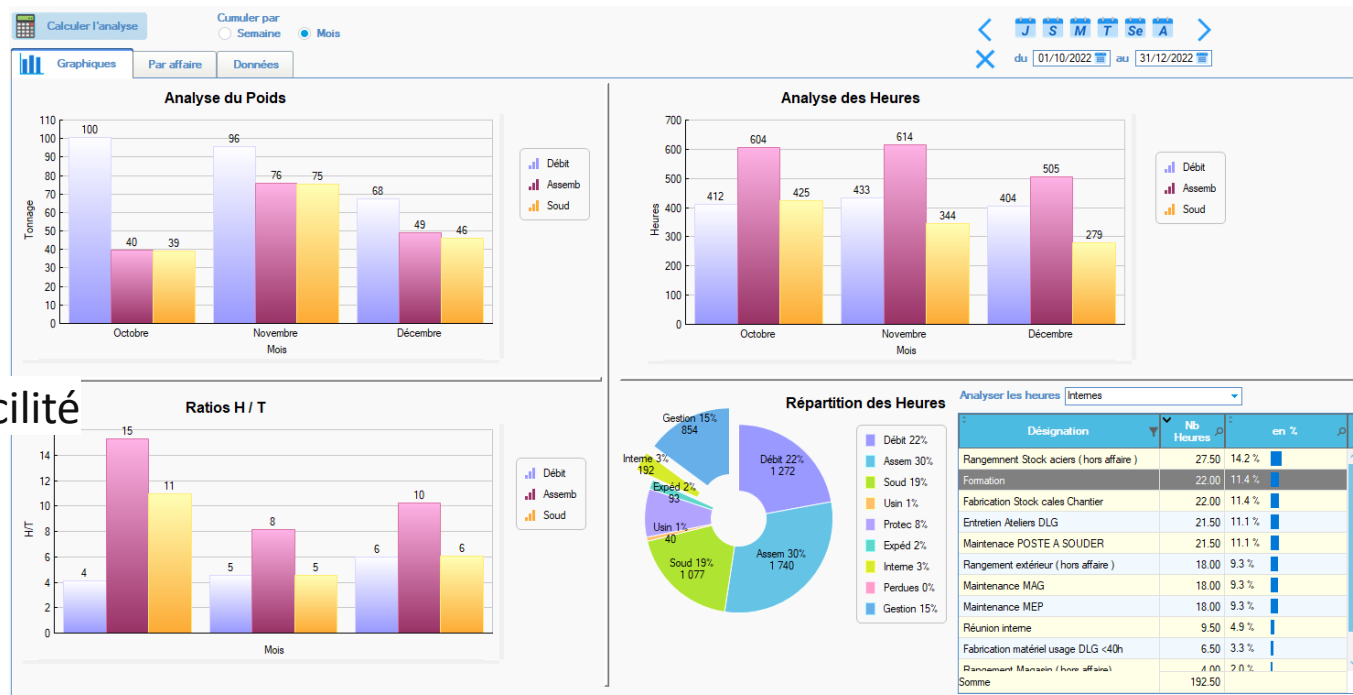 Calculer l'analyse
Cumuler par
Semaine
Mois
J S M T Se A
du 01/10/2022 au 31/12/2022
Graphiques
Par affaire
Données
Analyse du Poids
Tonnage
110
100
90
80
70
60
50
40
30
20
10
0
100
40
39
96
76
75
68
49
46
Octobre
Novembre
Décembre
Mois
Débit
Assemb
Soud
Analyse des Heures
Heures
700
600
500
400
300
200
100
0
412
604
425
433
614
344
404
505
279
Octobre
Novembre
Décembre
Mois
Débit
Assemb
Soud
cilité
Ratios H / T
H/T
14
12
10
8
6
4
2
0
4
15
11
5
8
5
6
10
6
Mois
Débit
Assemb
Soud
Répartition des Heures
Gestion 15%
854
Interne 3%
192
Expéd 2%
93
Usin 1%
40
Soud 19%
1 077
Débit 22%
1 272
Assem 30%
1 740
Débit 22%
Assem 30%
Soud 19%
Usin 1%
Protec 8%
Expéd 2%
Interne 3%
Perdues 0%
Gestion 15%
Analyser les heures Internes
Désignation Nb Heures en %
Rangemnent Stock aciers ( hors affaire ) 27.50 14.2 %
Formation 22.00 11.4 %
Fabrication Stock cales Chantier 22.00 11.4 %
Entretien Ateliers DLG 21.50 11.1 %
Maintenace POSTE A SOUDER 21.50 11.1 %
Rangement extérieur ( hors affaire ) 18.00 9.3 %
Maintenance MAG 18.00 9.3 %
Maintenance MEP 18.00 9.3 %
Réunion interne 9.50 4.9 %
Fabrication matériel usage DLG <40h 6.50 3.3 %
Rangement Magasin ( hors affaire) 4.00 2.0 %
Somme 192.50